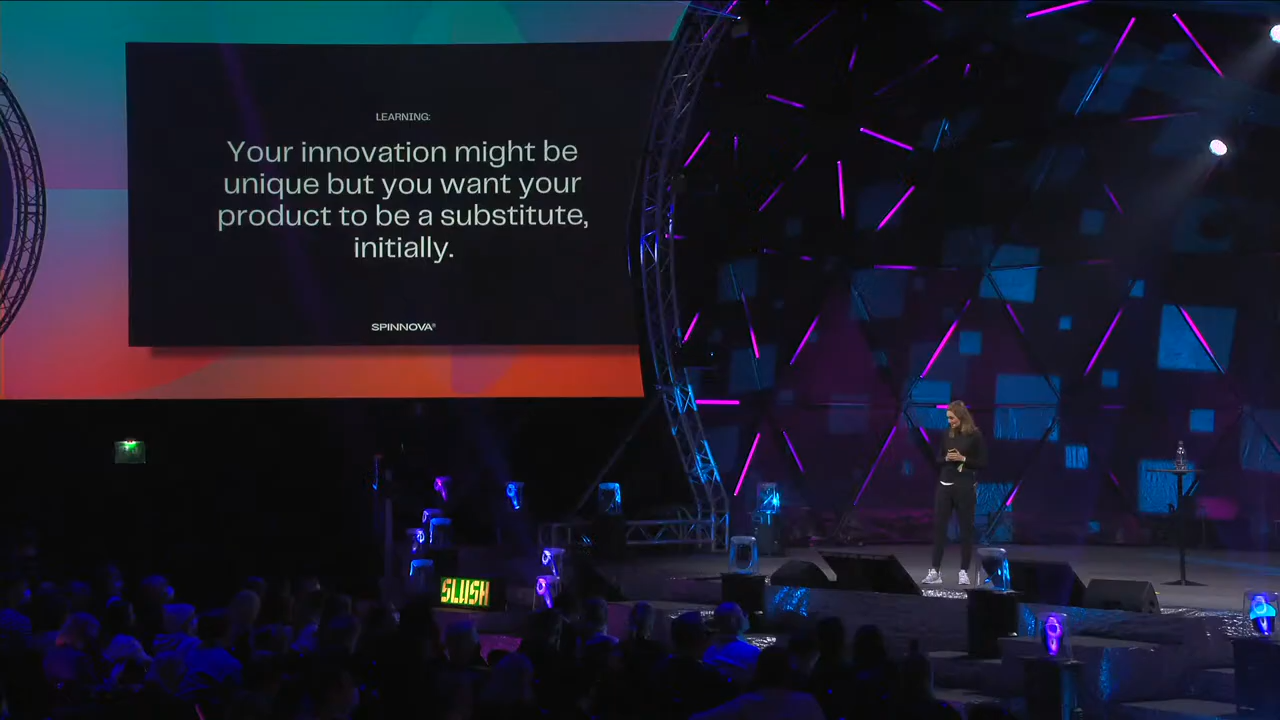 LEARNING:
Your innovation might be
unique but you want your
product to be a substitute,
initially.
SPINNOVA®
SLUSH